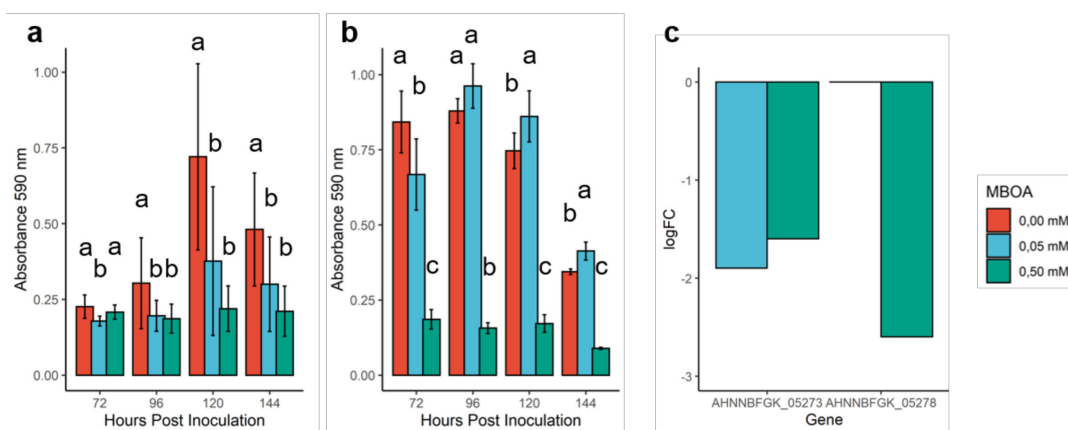 a
1.00
0.75
0.50
0.25
0.00
Absorbance 590 nm
a b a
a b b
a b b
a b b
72 96 120 144
Hours Post Inoculation
b
1.00
0.75
0.50
0.25
0.00
Absorbance 590 nm
a b c
a a b
b a c
b a c
72 96 120 144
Hours Post Inoculation
c
0
-1
-2
-3
logFC
AHNNBFGK_05273 AHNNBFGK_05278
Gene
MBOA
0,00 mM
0,05 mM
0,50 mM